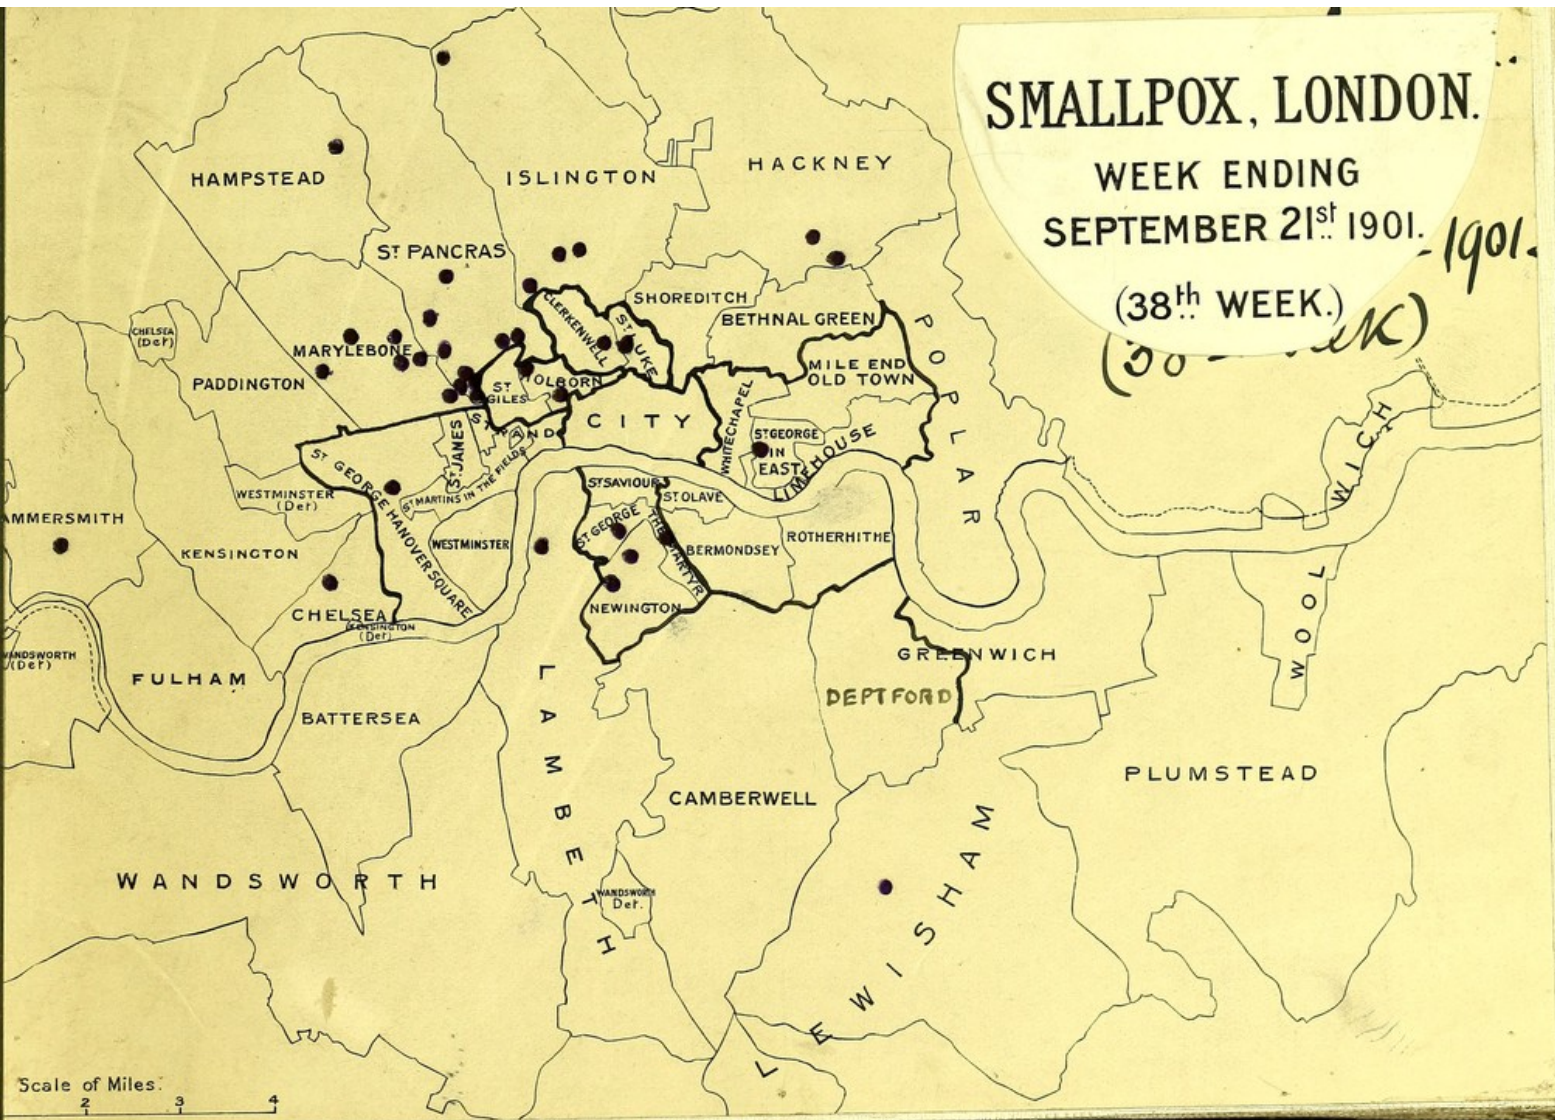 SMALLPOX, LONDON.
WEEK ENDING
SEPTEMBER 21st 1901.
(38th WEEK.)
-1901.
HAMPSTEAD
ISLINGTON
HACKNEY
ST PANCRAS
SHOREDITCH
BETHNAL GREEN
CLERKENWELL
ST LUKE
POPLAR
CHELSEA
(Det)
MARYLEBONE
PADDINGTON
MILE END
OLD TOWN
ST
GILES
HOLBORN
CITY
WHITECHAPEL
STRAND
ST JANES
ST GEORGE
IN
EAST
LIMEHOUSE
ST GEORGE HANOVER SQUARE
ST MARTINS IN THE FIELDS
WESTMINSTER
(Det)
ST SAVIOUR
ST OLAVE
AMMERSMITH
KENSINGTON
WESTMINSTER
ST GEORGE
THE MARTYR
BERMONDSEY
ROTHERHITHE
WOOLWICH
NEWINGTON
CHELSEA
KENSINGTON
(Det)
WANDSWORTH
(Det)
FULHAM
BATTERSEA
GREENWICH
DEPTFORD
LAMBETH
CAMBERWELL
PLUMSTEAD
WANDSWORTH
WANDSWORTH
Det.
LEWISHAM
Scale of Miles.
2 3 4